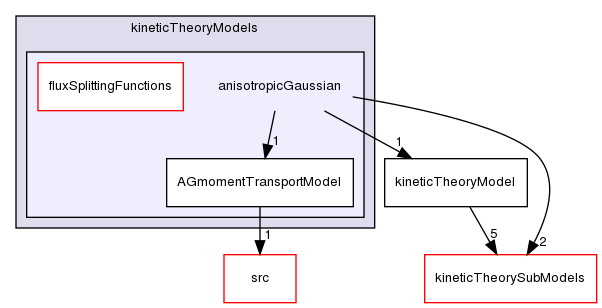 kineticTheoryModels
fluxSplittingFunctions
anisotropicGaussian
1
1
AGmomentTransportModel
kineticTheoryModel
1
5
2
src
kineticTheorySubModels